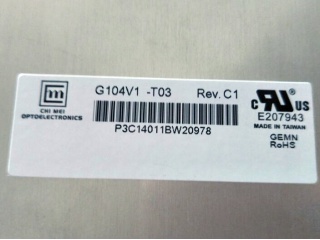 CHI MEI
OPTOELECTRONICS
G104V1 -T03 Rev. C1
P3C14011BW20978
C US
E207943
MADE IN TAIWAN
GEMN
RoHS